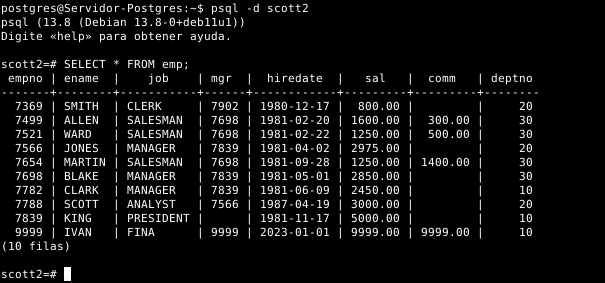 postgres@Servidor-Postgres:~$ psql -d scott2
psql (13.8 (Debian 13.8-0+deb11u1))
Digite «help» para obtener ayuda.

scott2=# SELECT * FROM emp;
 empno | ename  |    job    | mgr  |  hiredate  |   sal   |  comm   | deptno
-------+--------+-----------+------+------------+---------+---------+--------
  7369 | SMITH  | CLERK     | 7902 | 1980-12-17 |  800.00 |         |     20
  7499 | ALLEN  | SALESMAN  | 7698 | 1981-02-20 | 1600.00 |  300.00 |     30
  7521 | WARD   | SALESMAN  | 7698 | 1981-02-22 | 1250.00 |  500.00 |     30
  7566 | JONES  | MANAGER   | 7839 | 1981-04-02 | 2975.00 |         |     20
  7654 | MARTIN | SALESMAN  | 7698 | 1981-09-28 | 1250.00 | 1400.00 |     30
  7698 | BLAKE  | MANAGER   | 7839 | 1981-05-01 | 2850.00 |         |     30
  7782 | CLARK  | MANAGER   | 7839 | 1981-06-09 | 2450.00 |         |     10
  7788 | SCOTT  | ANALYST   | 7566 | 1987-04-19 | 3000.00 |         |     20
  7839 | KING   | PRESIDENT |      | 1981-11-17 | 5000.00 |         |     10
  9999 | IVAN   | FINA      | 9999 | 2023-01-01 | 9999.00 | 9999.00 |     10
(10 filas)

scott2=#